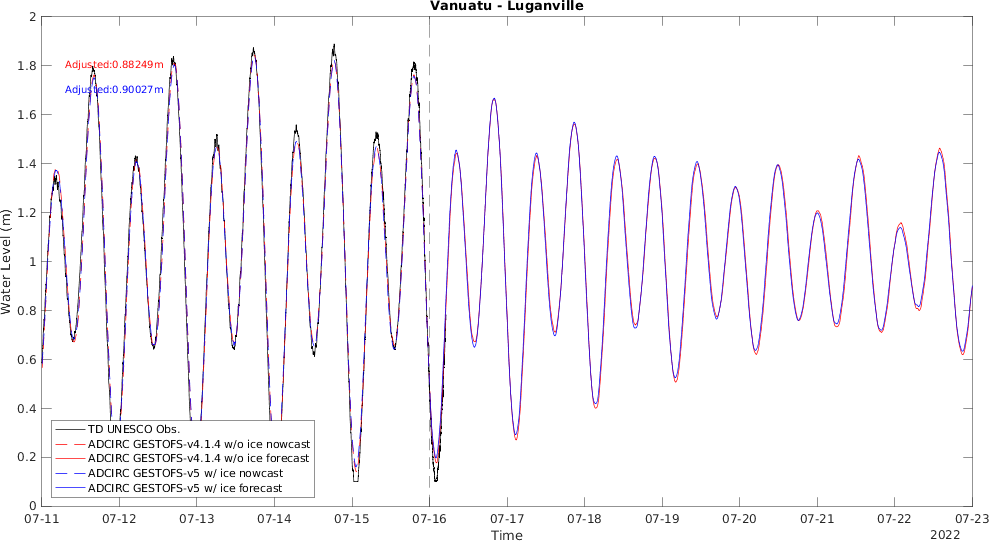 Vanuatu - Luganville
2
1.8
1.6
1.4
1.2
1
0.8
0.6
0.4
0.2
0
Water Level (m)
Adjusted:0.88249m
Adjusted:0.90027m
TD UNESCO Obs.
ADCIRC GESTOFS-v4.1.4 w/o ice nowcast
ADCIRC GESTOFS-v4.1.4 w/o ice forecast
ADCIRC GESTOFS-v5 w/ ice nowcast
ADCIRC GESTOFS-v5 w/ ice forecast
07-11 07-12 07-13 07-14 07-15 07-16 07-17 07-18 07-19 07-20 07-21 07-22 07-23
Time
2022